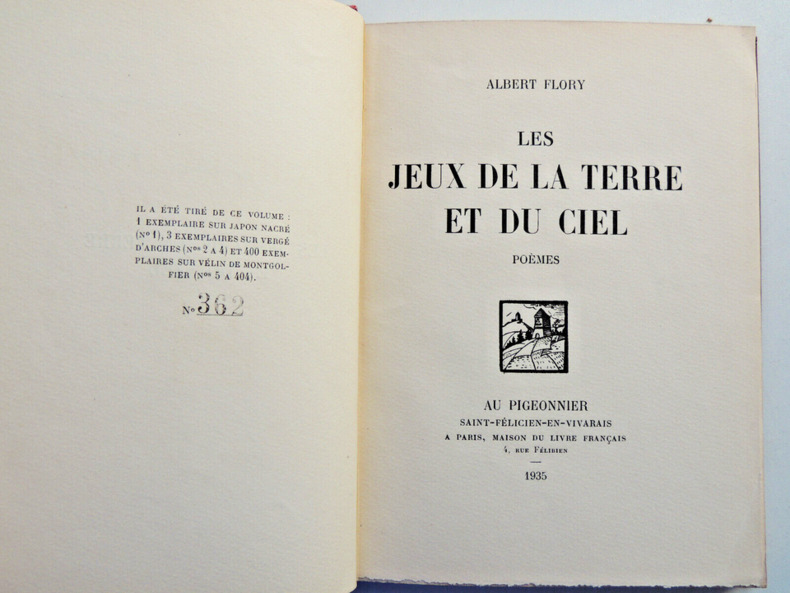 IL A ÉTÉ TIRÉ DE CE VOLUME :
1 EXEMPLAIRE SUR JAPON NACRÉ
(Nº 1), 3 EXEMPLAIRES SUR VERGÉ
D'ARCHES (Nos 2 A 4) ET 400 EXEM-
PLAIRES SUR VÉLIN DE MONTGOL-
FIER (Nos 5 A 404).
Nº 362
ALBERT FLORY
LES
JEUX DE LA TERRE
ET DU CIEL
POÈMES
AU PIGEONNIER
SAINT-FÉLICIEN-EN-VIVARAIS
A PARIS, MAISON DU LIVRE FRANÇAIS
4, RUE FÉLIBIEN
1935